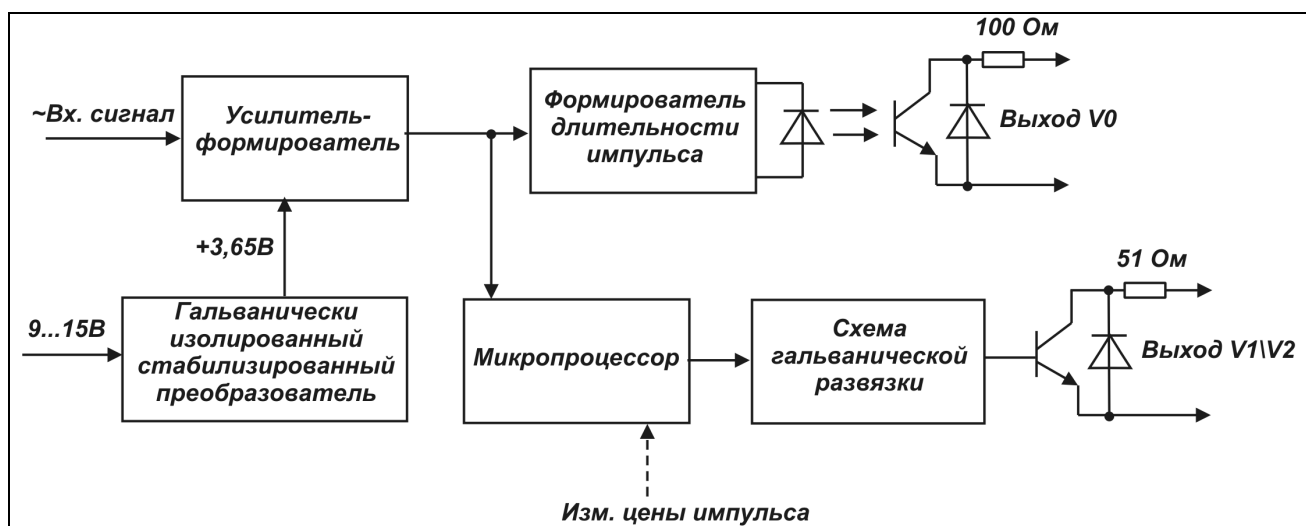 100 Ом
~Вх. сигнал
Усилитель-
формирователь
Формирователь
длительности
импульса
Выход V0
+3,65В
9...15В
Гальванически
изолированный
стабилизированный
преобразователь
Микропроцессор
Схема
гальванической
развязки
51 Ом
Выход V1\V2
Изм. цены импульса